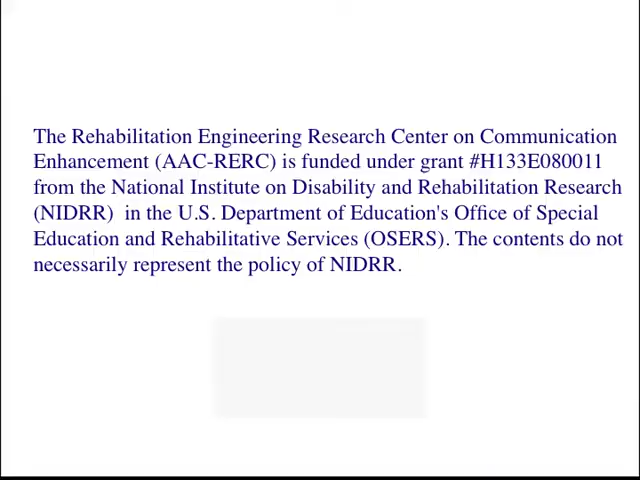 The Rehabilitation Engineering Research Center on Communication
Enhancement (AAC-RERC) is funded under grant #H133E080011
from the National Institute on Disability and Rehabilitation Research
(NIDRR)  in the U.S. Department of Education's Office of Special
Education and Rehabilitative Services (OSERS). The contents do not
necessarily represent the policy of NIDRR.